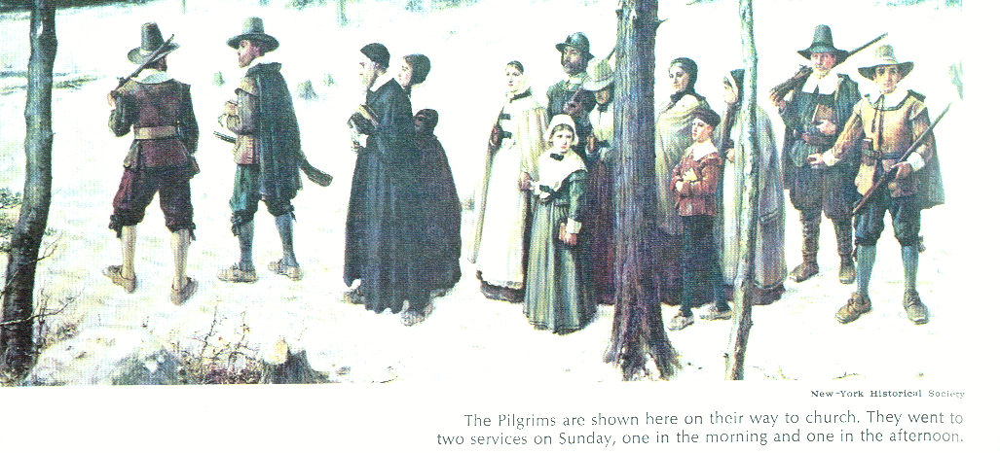 New-York Historical Society
The Pilgrims are shown here on their way to church. They went to
two services on Sunday, one in the morning and one in the afternoon.